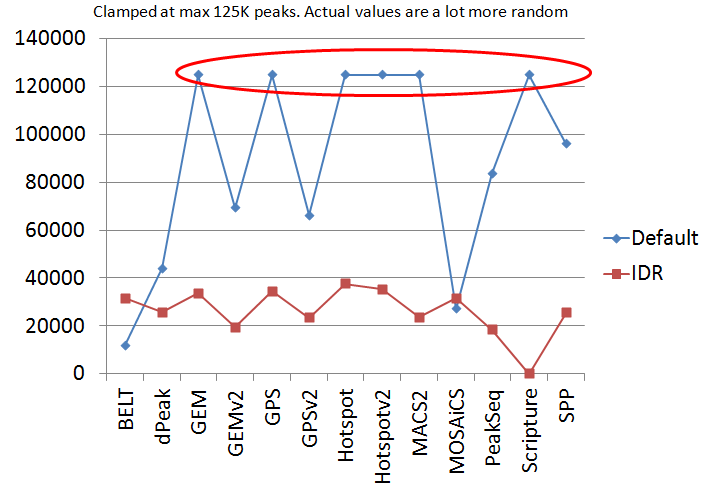 Clamped at max 125K peaks. Actual values are a lot more random
140000
120000
100000
80000
60000
40000
20000
0
Default
IDR
BELT
dPeak
GEM
GEMv2
GPS
GPSv2
Hotspot
Hotspotv2
MACS2
MOSAiCS
PeakSeq
Scripture
SPP